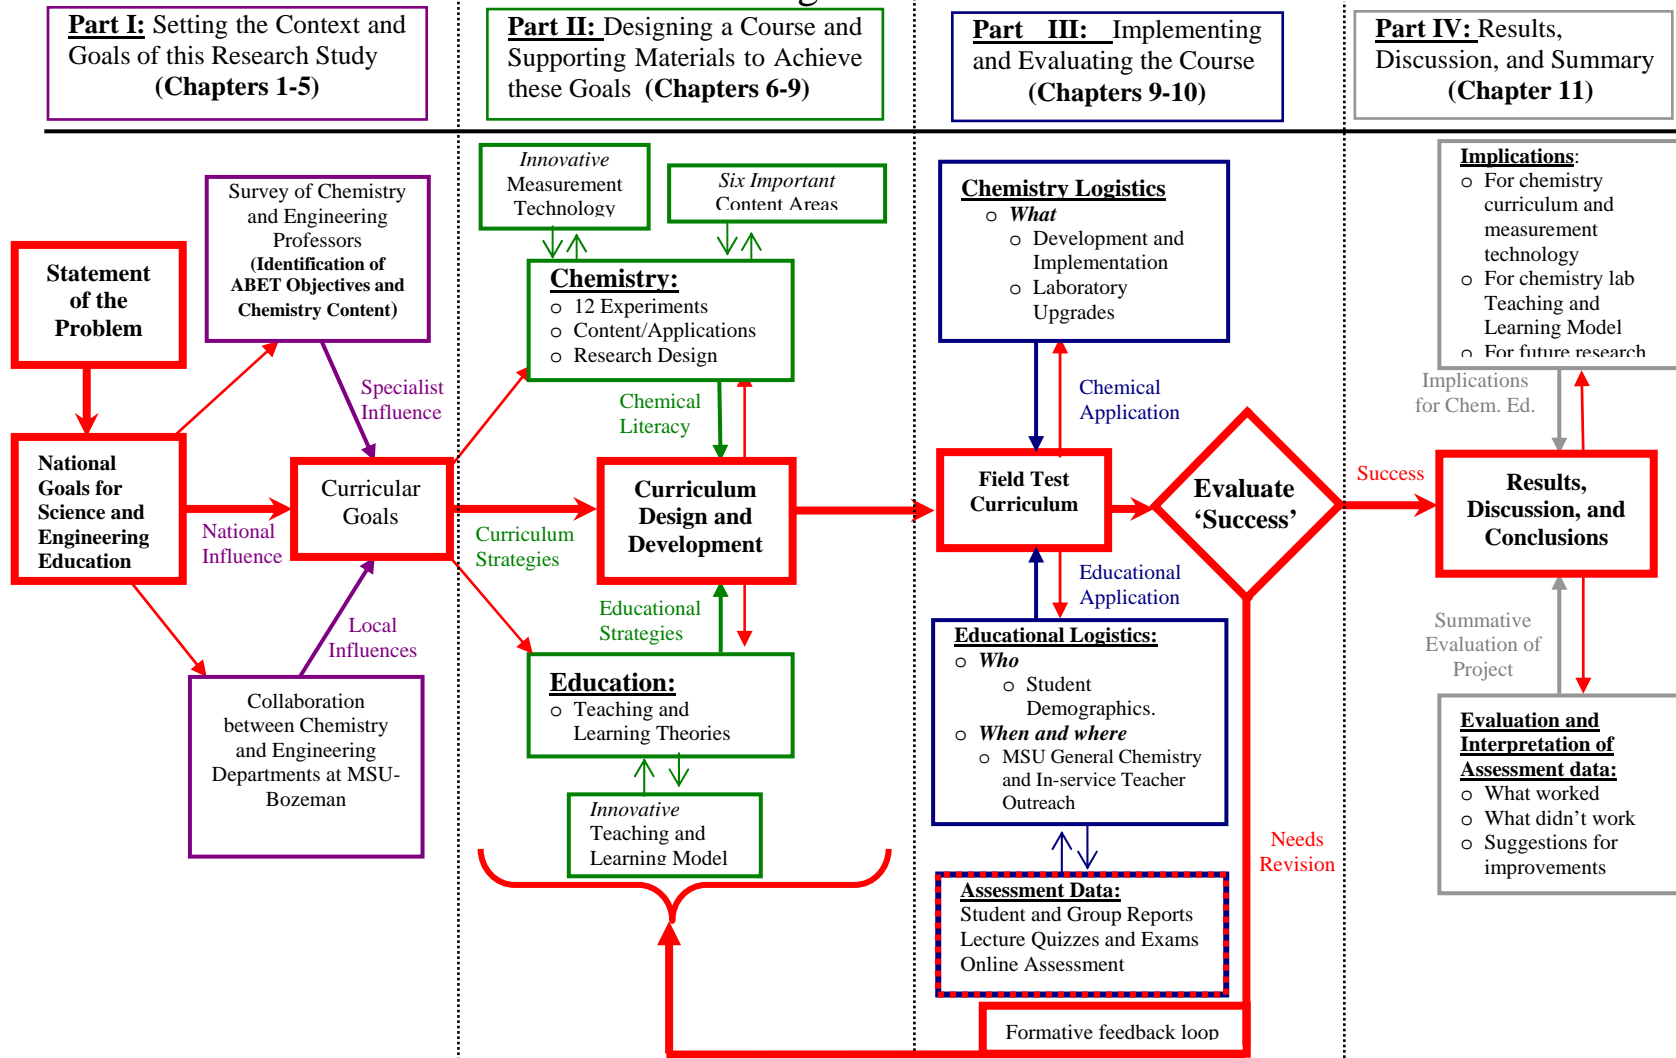 Part I: Setting the Context and
Goals of this Research Study
(Chapters 1-5)
Part II: Designing a Course and
Supporting Materials to Achieve
these Goals (Chapters 6-9)
Part III: Implementing
and Evaluating the Course
(Chapters 9-10)
Part IV: Results,
Discussion, and Summary
(Chapter 11)
Statement
of the
Problem
National
Goals for
Science and
Engineering
Education
Survey of Chemistry
and Engineering
Professors
(Identification of
ABET Objectives and
Chemistry Content)
Specialist
Influence
National
Influence
Curricular
Goals
Local
Influences
Collaboration
between Chemistry
and Engineering
Departments at MSU-
Bozeman
Innovative
Measurement
Technology
Six Important
Content Areas
Chemistry:
o 12 Experiments
o Content/Applications
o Research Design
Chemical
Literacy
Curriculum
Strategies
Curriculum
Design and
Development
Educational
Strategies
Education:
o Teaching and
Learning Theories
Innovative
Teaching and
Learning Model
Chemistry Logistics
o What
o Development and
Implementation
o Laboratory
Upgrades
Chemical
Application
Field Test
Curriculum
Evaluate
‘Success’
Educational
Application
Educational Logistics:
o Who
o Student
Demographics.
o When and where
o MSU General Chemistry
and In-service Teacher
Outreach
Assessment Data:
Student and Group Reports
Lecture Quizzes and Exams
Online Assessment
Needs
Revision
Formative feedback loop
Success
Implications:
o For chemistry
curriculum and
measurement
technology
o For chemistry lab
Teaching and
Learning Model
o For future research
Implications
for Chem. Ed.
Results,
Discussion, and
Conclusions
Summative
Evaluation of
Project
Evaluation and
Interpretation of
Assessment data:
o What worked
o What didn’t work
o Suggestions for
improvements